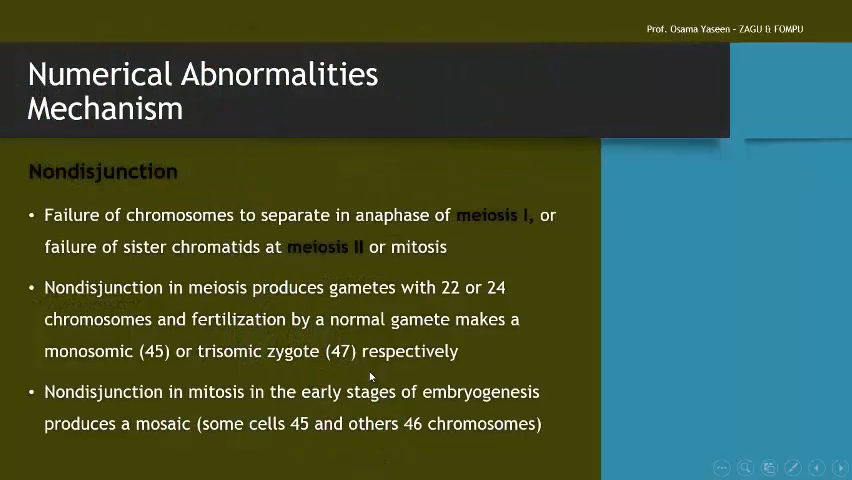 Prof. Osama Yaseen – ZAGU & FOMPU
Numerical Abnormalities
Mechanism
Nondisjunction
• Failure of chromosomes to separate in anaphase of meiosis I, or
failure of sister chromatids at meiosis II or mitosis
• Nondisjunction in meiosis produces gametes with 22 or 24
chromosomes and fertilization by a normal gamete makes a
monosomic (45) or trisomic zygote (47) respectively
• Nondisjunction in mitosis in the early stages of embryogenesis
produces a mosaic (some cells 45 and others 46 chromosomes)